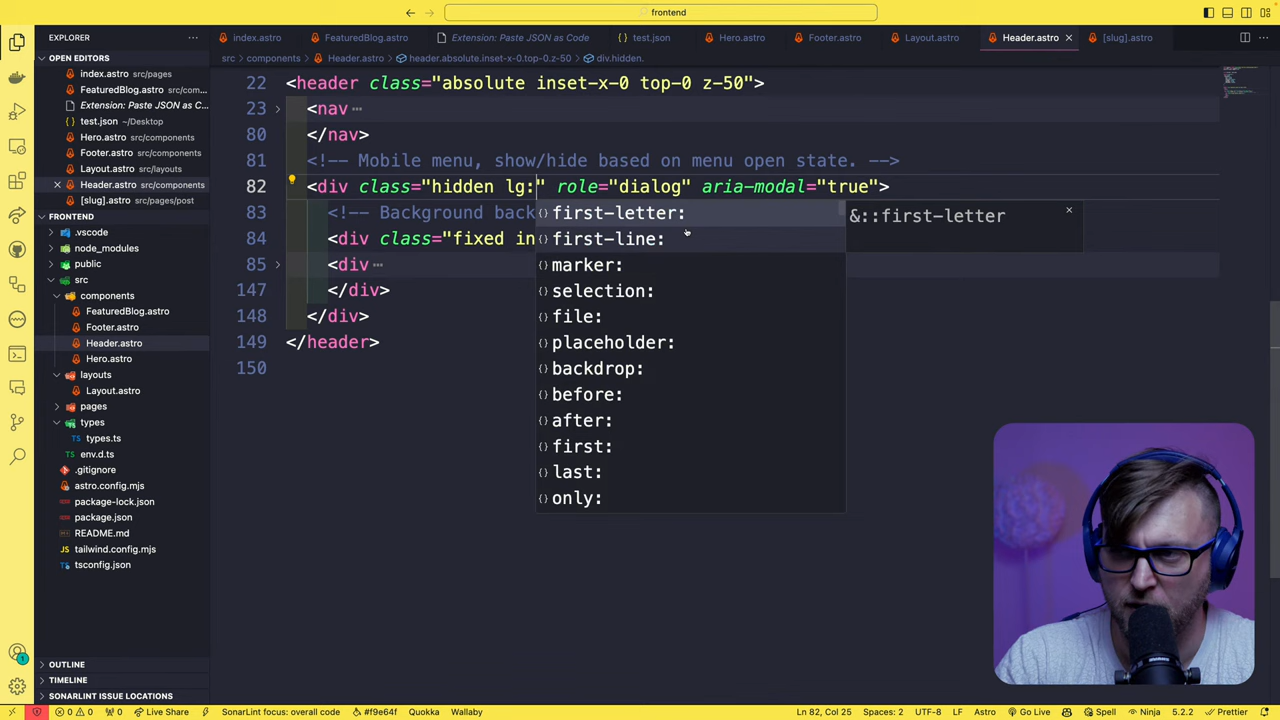 frontend
EXPLORER
index.astro
FeaturedBlog.astro
Extension: Paste JSON as Code
test.json
Hero.astro
Footer.astro
Layout.astro
Header.astro
[slug].astro
src > components > Header.astro > header.absolute.inset-x-0.top-0.z-50 > div.hidden.
OPEN EDITORS
index.astro src/pages
FeaturedBlog.astro src/com...
Extension: Paste JSON as C...
test.json ~/Desktop
Hero.astro src/components
Footer.astro src/components
Header.astro src/components
[slug].astro src/pages/post
FRONTEND
.vscode
node_modules
public
src
components
FeaturedBlog.astro
Footer.astro
Header.astro
Hero.astro
layouts
Layout.astro
pages
types
types.ts
env.d.ts
.gitignore
astro.config.mjs
package-lock.json
package.json
README.md
tailwind.config.mjs
tsconfig.json
OUTLINE
TIMELINE
SONARLINT ISSUE LOCATIONS
22 <header class="absolute inset-x-0 top-0 z-50">
23 <nav ...
80 </nav>
81 <!-- Mobile menu, show/hide based on menu open state. -->
82 <div class="hidden lg:" role="dialog" aria-modal="true">
83 <!-- Background back
84 <div class="fixed in
85 <div ...
147 </div>
148 </div>
149 </header>
150
first-letter:
first-line:
marker:
selection:
file:
placeholder:
backdrop:
before:
after:
first:
last:
only:
&::first-letter
1
0 0 0 Live Share SonarLint focus: overall code #f9e64f Quokka Wallaby Ln 82, Col 25 Spaces: 2 UTF-8 LF Astro Go Live Spell Ninja 5.2.2 Prettier